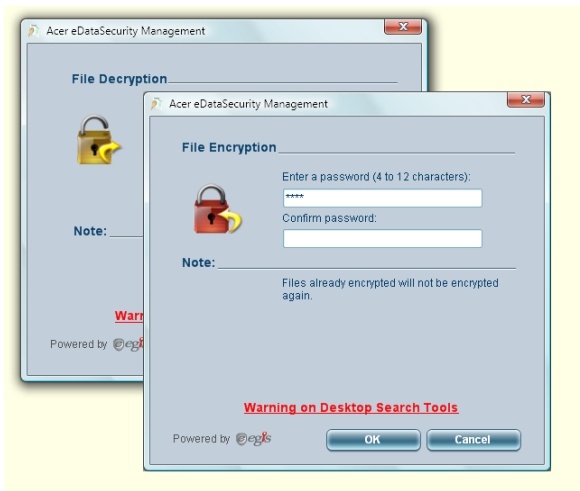 Acer eDataSecurity Management
File Decryption
Note:
Powered by egis
Acer eDataSecurity Management
File Encryption
Enter a password (4 to 12 characters):
****
Confirm password:
Note:
Files already encrypted will not be encrypted
again.
Warning on Desktop Search Tools
Powered by egis
OK
Cancel